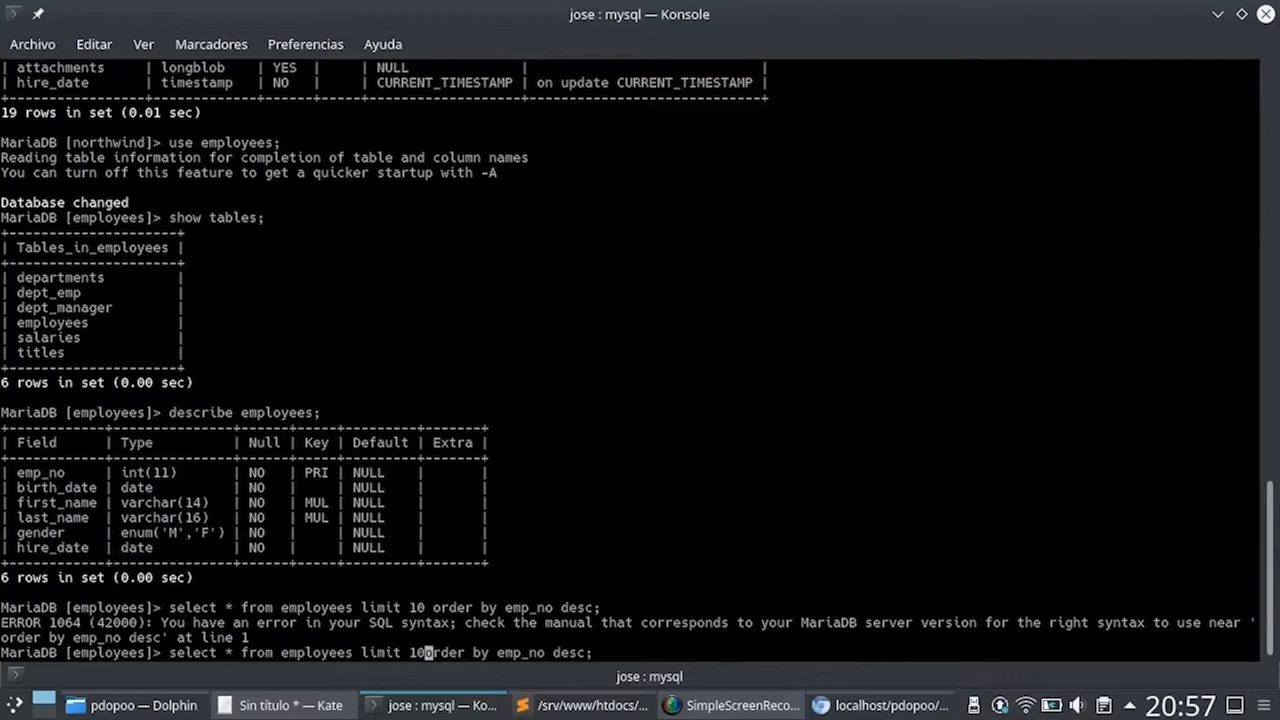 jose : mysql — Konsole
Archivo Editar Ver Marcadores Preferencias Ayuda
| attachments | longblob | YES | | NULL | |
| hire_date | timestamp | NO | | CURRENT_TIMESTAMP | on update CURRENT_TIMESTAMP |
+--------------+--------------+------+-----+-------------------+-----------------------------+
19 rows in set (0.01 sec)
MariaDB [northwind]> use employees;
Reading table information for completion of table and column names
You can turn off this feature to get a quicker startup with -A
Database changed
MariaDB [employees]> show tables;
+---------------------+
| Tables_in_employees |
+---------------------+
| departments |
| dept_emp |
| dept_manager |
| employees |
| salaries |
| titles |
+---------------------+
6 rows in set (0.00 sec)
MariaDB [employees]> describe employees;
+------------+---------------+------+-----+---------+-------+
| Field | Type | Null | Key | Default | Extra |
+------------+---------------+------+-----+---------+-------+
| emp_no | int(11) | NO | PRI | NULL | |
| birth_date | date | NO | | NULL | |
| first_name | varchar(14) | NO | MUL | NULL | |
| last_name | varchar(16) | NO | MUL | NULL | |
| gender | enum('M','F') | NO | | NULL | |
| hire_date | date | NO | | NULL | |
+------------+---------------+------+-----+---------+-------+
6 rows in set (0.00 sec)
MariaDB [employees]> select * from employees limit 10 order by emp_no desc;
ERROR 1064 (42000): You have an error in your SQL syntax; check the manual that corresponds to your MariaDB server version for the right syntax to use near '
order by emp_no desc' at line 1
MariaDB [employees]> select * from employees limit 10order by emp_no desc;
jose : mysql
pdopoo — Dolphin Sin título * — Kate jose : mysql — Ko... /srv/www/htdocs/... SimpleScreenReco... localhost/pdopoo/... 20:57